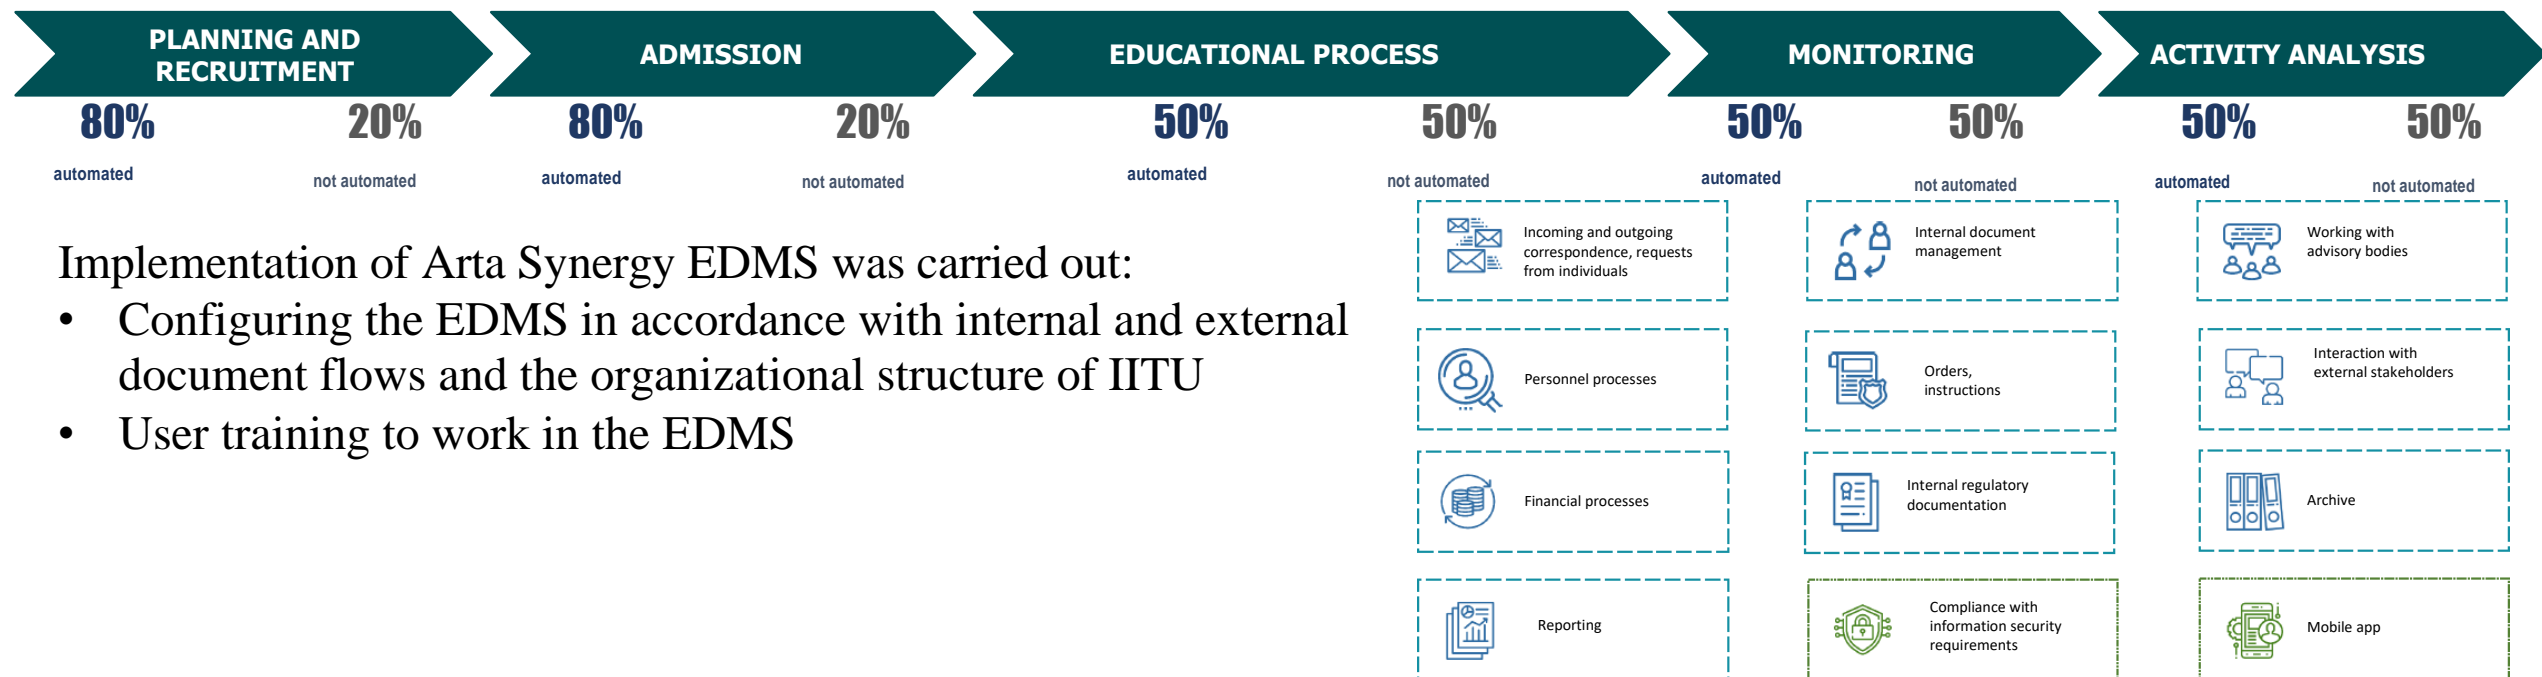 PLANNING AND
RECRUITMENT
ADMISSION
EDUCATIONAL PROCESS
MONITORING
ACTIVITY ANALYSIS
80%
20%
80%
20%
50%
50%
50%
50%
50%
50%
automated
not automated
automated
not automated
automated
not automated
automated
not automated
automated
not automated
Implementation of Arta Synergy EDMS was carried out:
• Configuring the EDMS in accordance with internal and external
document flows and the organizational structure of IITU
• User training to work in the EDMS
Incoming and outgoing
correspondence, requests
from individuals
Internal document
management
Working with
advisory bodies
Personnel processes
Orders,
instructions
Interaction with
external stakeholders
Financial processes
Internal regulatory
documentation
Archive
Reporting
Compliance with
information security
requirements
Mobile app